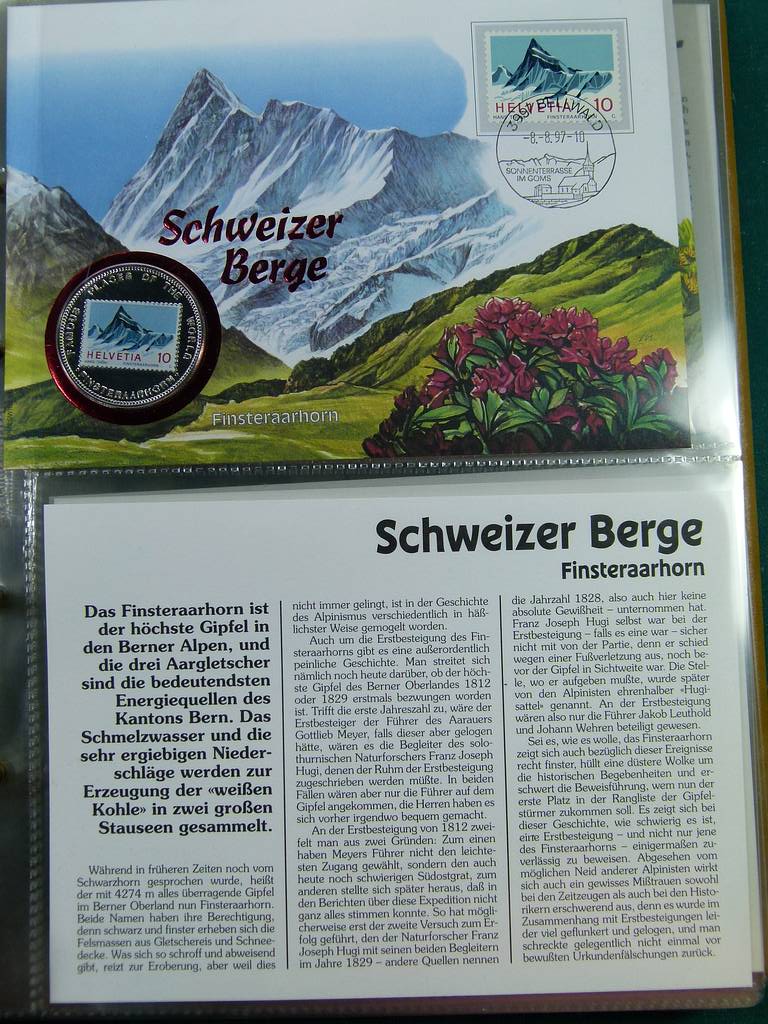 HELVETIA 10
FINSTERAARHORN
3997 BELLWALD
-8.-8.97-10
SONNENTERRASSE
IM GOMS
Schweizer
Berge
FAMOUS PLACES OF THE WORLD
HELVETIA 10
FINSTERAARHORN
Finsteraarhorn
Schweizer Berge
Finsteraarhorn
Das Finsteraarhorn ist
der höchste Gipfel in
den Berner Alpen, und
die drei Aargletscher
sind die bedeutendsten
Energiequellen des
Kantons Bern. Das
Schmelzwasser und die
sehr ergiebigen Nieder-
schläge werden zur
Erzeugung der «weißen
Kohle» in zwei großen
Stauseen gesammelt.
Während in früheren Zeiten noch vom
Schwarzhorn gesprochen wurde, heißt
der mit 4274 m alles überragende Gipfel
im Berner Oberland nun Finsteraarhorn.
Beide Namen haben ihre Berechtigung,
denn schwarz und finster erheben sich die
Felsmassen aus Gletschereis und Schnee-
decke. Was sich so schroff und abweisend
gibt, reizt zur Eroberung, aber weil dies
nicht immer gelingt, ist in der Geschichte
des Alpinismus verschiedentlich in häß-
lichster Weise gemogelt worden.
Auch um die Erstbesteigung des Fin-
steraarhorns gibt es eine außerordentlich
peinliche Geschichte. Man streitet sich
nämlich noch heute darüber, ob der höch-
ste Gipfel des Berner Oberlandes 1812
oder 1829 erstmals bezwungen worden
ist. Trifft die erste Jahreszahl zu, wäre der
Erstbesteiger der Führer des Aarauers
Gottlieb Meyer, falls dieser aber gelogen
hätte, wären es die Begleiter des solo-
thurnischen Naturforschers Franz Joseph
Hugi, denen der Ruhm der Erstbesteigung
zugeschrieben werden müßte. In beiden
Fällen wären aber nur die Führer auf dem
Gipfel angekommen, die Herren haben es
sich vorher irgendwo bequem gemacht.
An der Erstbesteigung von 1812 zwei-
felt man aus zwei Gründen: Zum einen
haben Meyers Führer nicht den leichte-
sten Zugang gewählt, sondern den auch
heute noch schwierigen Südostgrat, zum
anderen stellte sich später heraus, daß in
den Berichten über diese Expedition nicht
ganz alles stimmen konnte. So hat mögli-
cherweise erst der zweite Versuch zum Er-
folg geführt, den der Naturforscher Franz
Joseph Hugi mit seinen beiden Begleitern
im Jahre 1829 – andere Quellen nennen
die Jahrzahl 1828, also auch hier keine
absolute Gewißheit – unternommen hat.
Franz Joseph Hugi selbst war bei der
Erstbesteigung – falls es eine war – sicher
nicht mit von der Partie, denn er schied
wegen einer Fußverletzung aus, noch be-
vor der Gipfel in Sichtweite war. Die Stel-
le, wo er aufgeben mußte, wurde später
von den Alpinisten ehrenhalber «Hugi-
sattel» genannt. An der Erstbesteigung
wären also nur die Führer Jakob Leuthold
und Johann Wehren beteiligt gewesen.
Sei es, wie es wolle, das Finsteraarhorn
zeigt sich auch bezüglich dieser Ereignisse
recht finster, hüllt eine düstere Wolke um
die historischen Begebenheiten und er-
schwert die Beweisführung, wem nun der
erste Platz in der Rangliste der Gipfel-
stürmer zukommen soll. Es zeigt sich bei
dieser Geschichte, wie schwierig es ist,
eine Erstbesteigung – und nicht nur jene
des Finsteraarhorns – einigermaßen zu-
verlässig zu beweisen. Abgesehen vom
möglichen Neid anderer Alpinisten wirkt
sich auch ein gewisses Mißtrauen sowohl
bei den Zeitzeugen als auch bei den Histo-
rikern erschwerend aus, denn es wurde im
Zusammenhang mit Erstbesteigungen lei-
der viel geflunkert und gelogen, und man
schreckte gelegentlich nicht einmal vor
bewußten Urkundenfälschungen zurück.